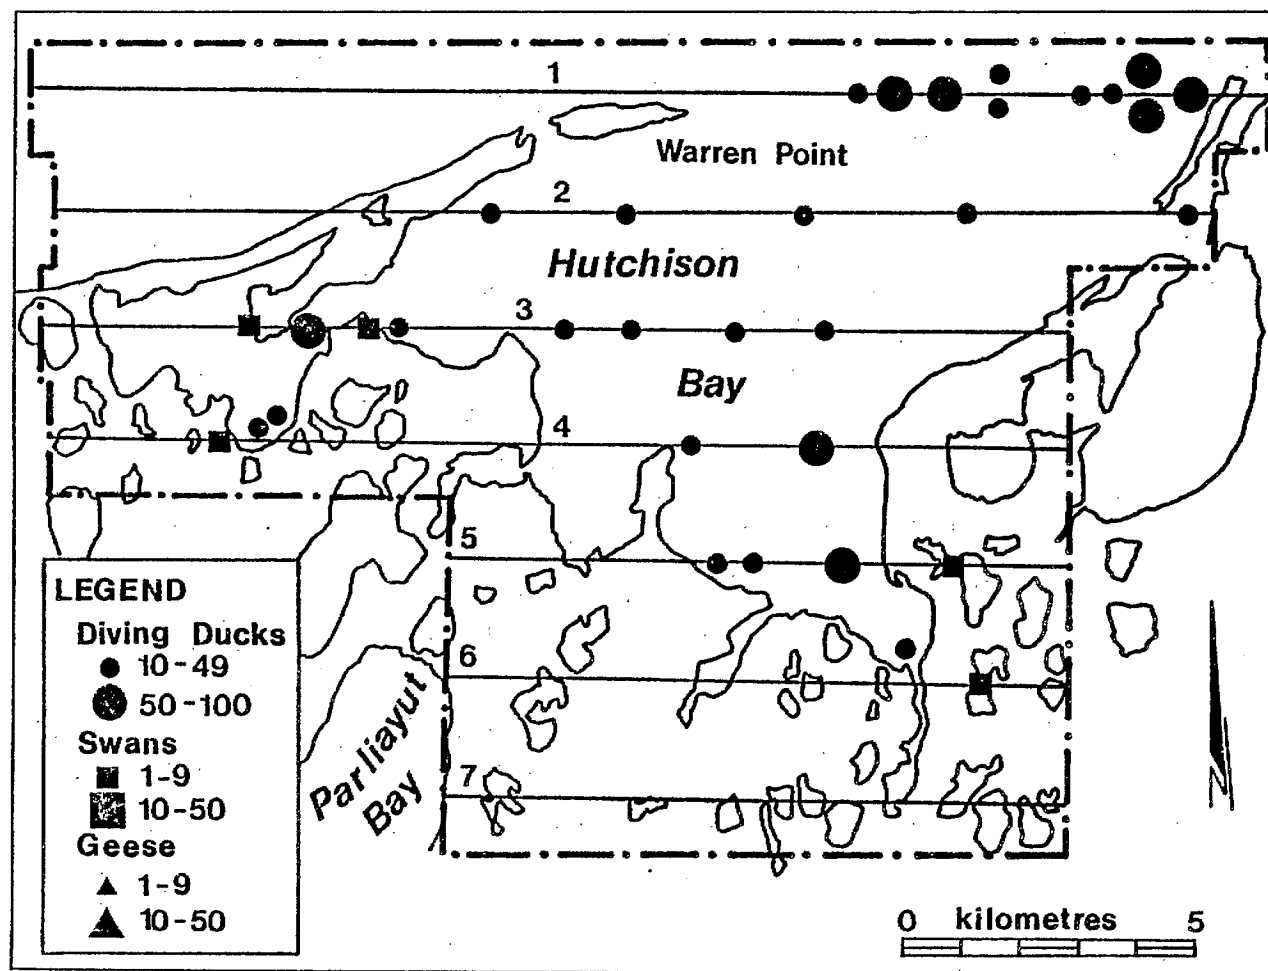 1
Warren Point
2
Hutchison
3
Bay
4
5
6
7
Parliayut
Bay
LEGEND
Diving Ducks
10-49
50-100
Swans
1-9
10-50
Geese
1-9
10-50
0 kilometres 5
N